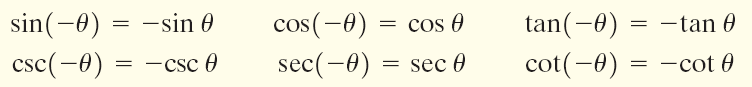 sin(−θ) = −sin θ cos(−θ) = cos θ tan(−θ) = −tan θ
csc(−θ) = −csc θ sec(−θ) = sec θ cot(−θ) = −cot θ